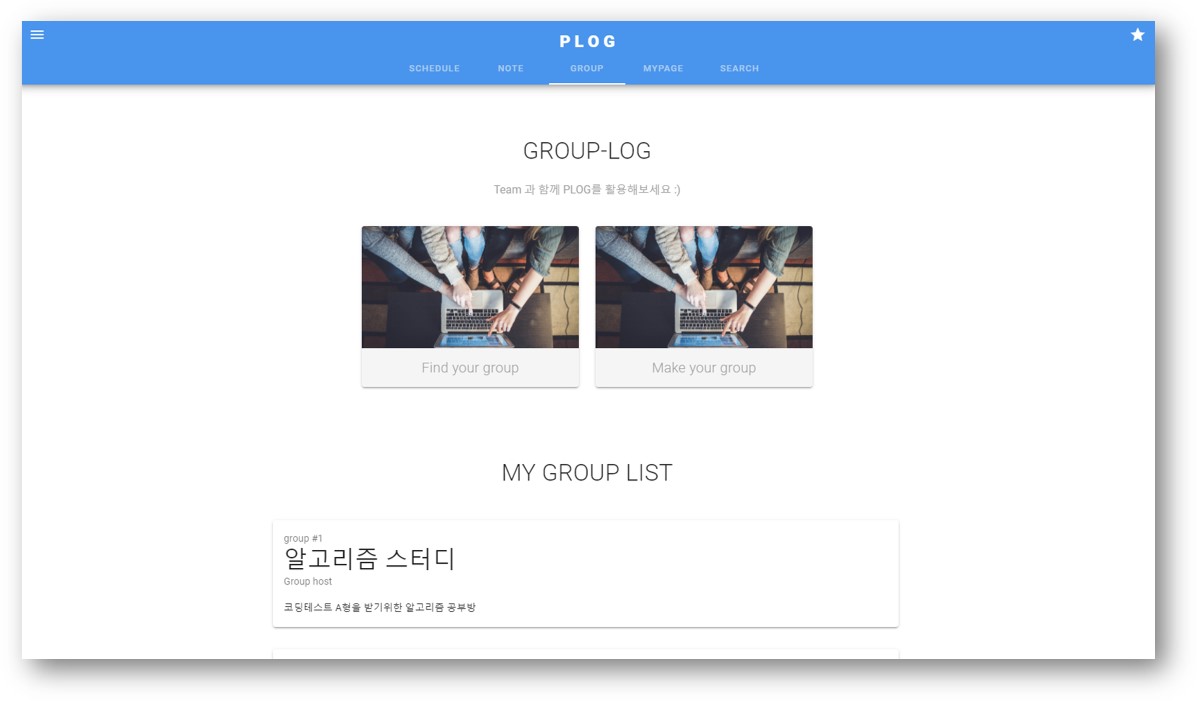 PLOG
SCHEDULE NOTE GROUP MYPAGE SEARCH
GROUP-LOG
Team 과 함께 PLOG를 활용해보세요 :)
Find your group
Make your group
MY GROUP LIST
group #1
알고리즘 스터디
Group host
코딩테스트 A형을 받기위한 알고리즘 공부방